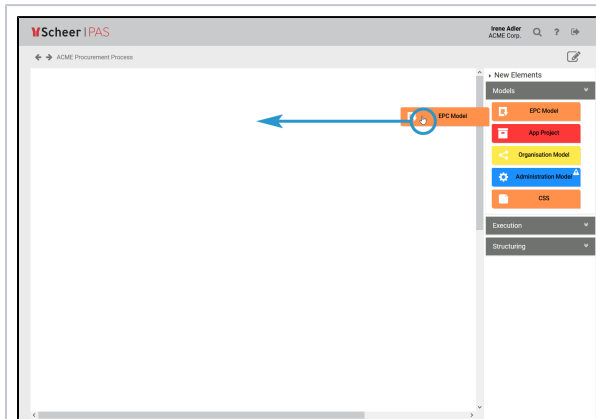 Scheer PAS
Irene Adler
ACME Corp.
ACME Procurement Process
New Elements
Models
EPC Model
EPC Model
App Project
Organisation Model
Administration Model
CSS
Execution
Structuring